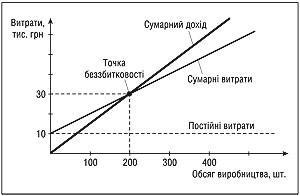 Витрати,
тис. грн
Сумарний дохід
Точка
беззбитковості
Сумарні витрати
30
Постійні витрати
10
100
200
300
400
Обсяг виробництва, шт.